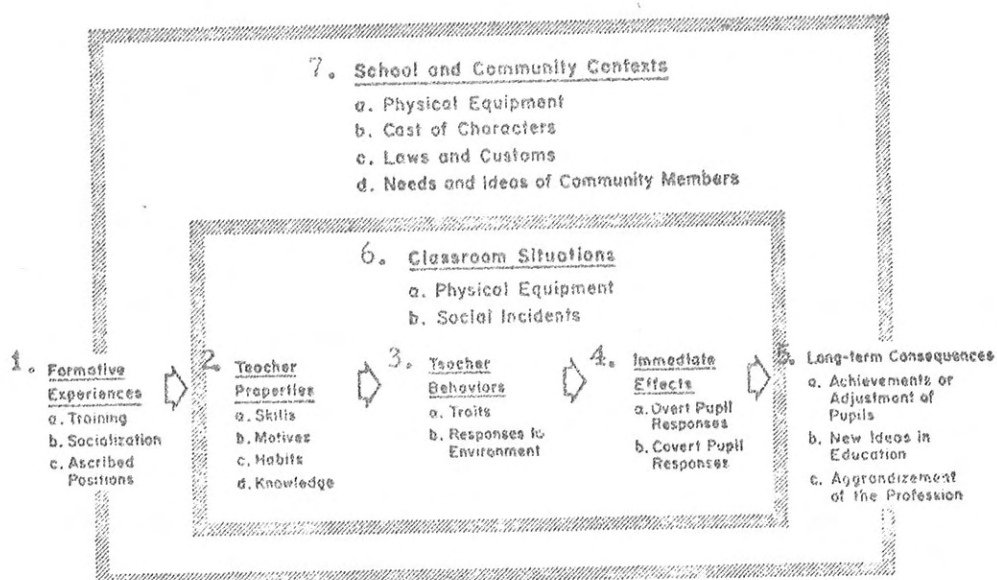 7. School and Community Contexts
a. Physical Equipment
b. Cast of Characters
c. Laws and Customs
d. Needs and Ideas of Community Members
6. Classroom Situations
a. Physical Equipment
b. Social Incidents
1. Formative
Experiences
a. Training
b. Socialization
c. Ascribed
Positions
2. Teacher
Properties
a. Skills
b. Motives
c. Habits
d. Knowledge
3. Teacher
Behaviors
a. Traits
b. Responses to
Environment
4. Immediate
Effects
a. Overt Pupil
Responses
b. Covert Pupil
Responses
5. Long-term Consequences
a. Achievements or
Adjustment of
Pupils
b. New Ideas in
Education
c. Aggrandizement
of the Profession